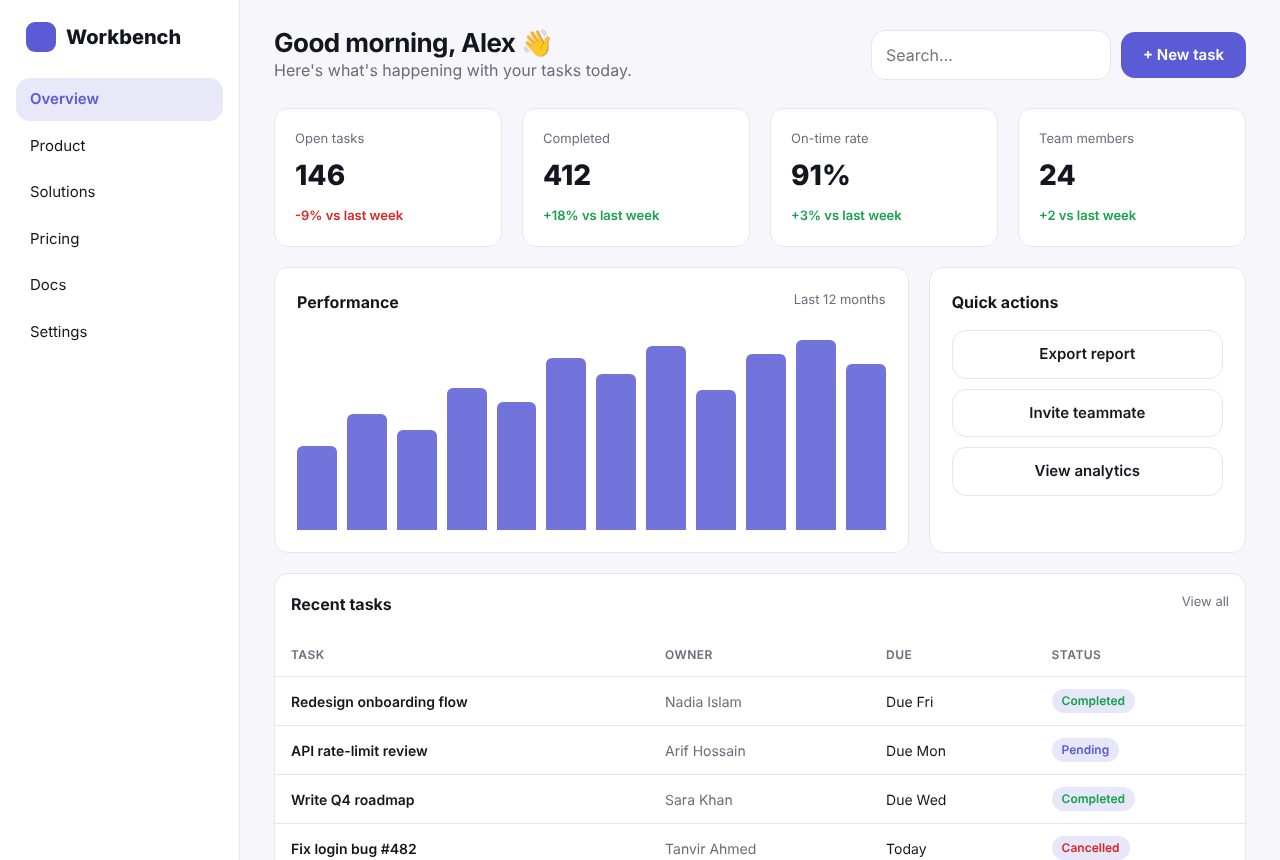 Workbench
Overview
Product
Solutions
Pricing
Docs
Settings
Good morning, Alex 👋
Here's what's happening with your tasks today.
Search...
+ New task
Open tasks
146
-9% vs last week
Completed
412
+18% vs last week
On-time rate
91%
+3% vs last week
Team members
24
+2 vs last week
Performance
Last 12 months
Quick actions
Export report
Invite teammate
View analytics
Recent tasks
View all
TASK OWNER DUE STATUS
Redesign onboarding flow Nadia Islam Due Fri Completed
API rate-limit review Arif Hossain Due Mon Pending
Write Q4 roadmap Sara Khan Due Wed Completed
Fix login bug #482 Tanvir Ahmed Today Cancelled